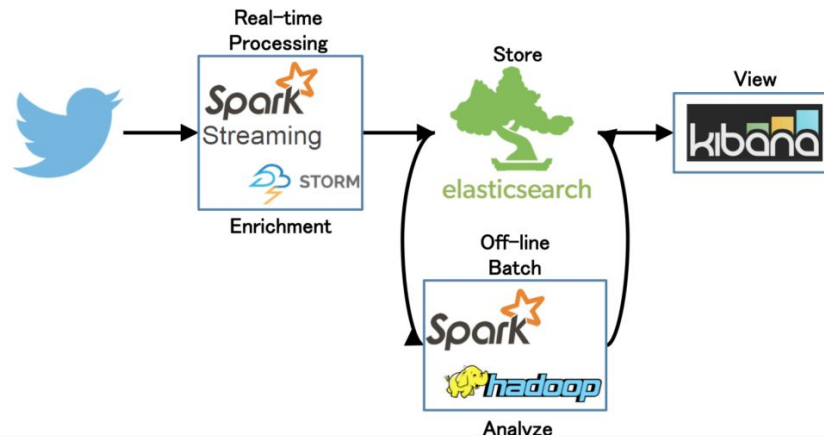 Real-time
Processing
Spark
Streaming
STORM
Enrichment
Store
elasticsearch
View
kibana
Off-line
Batch
Spark
hadoop
Analyze